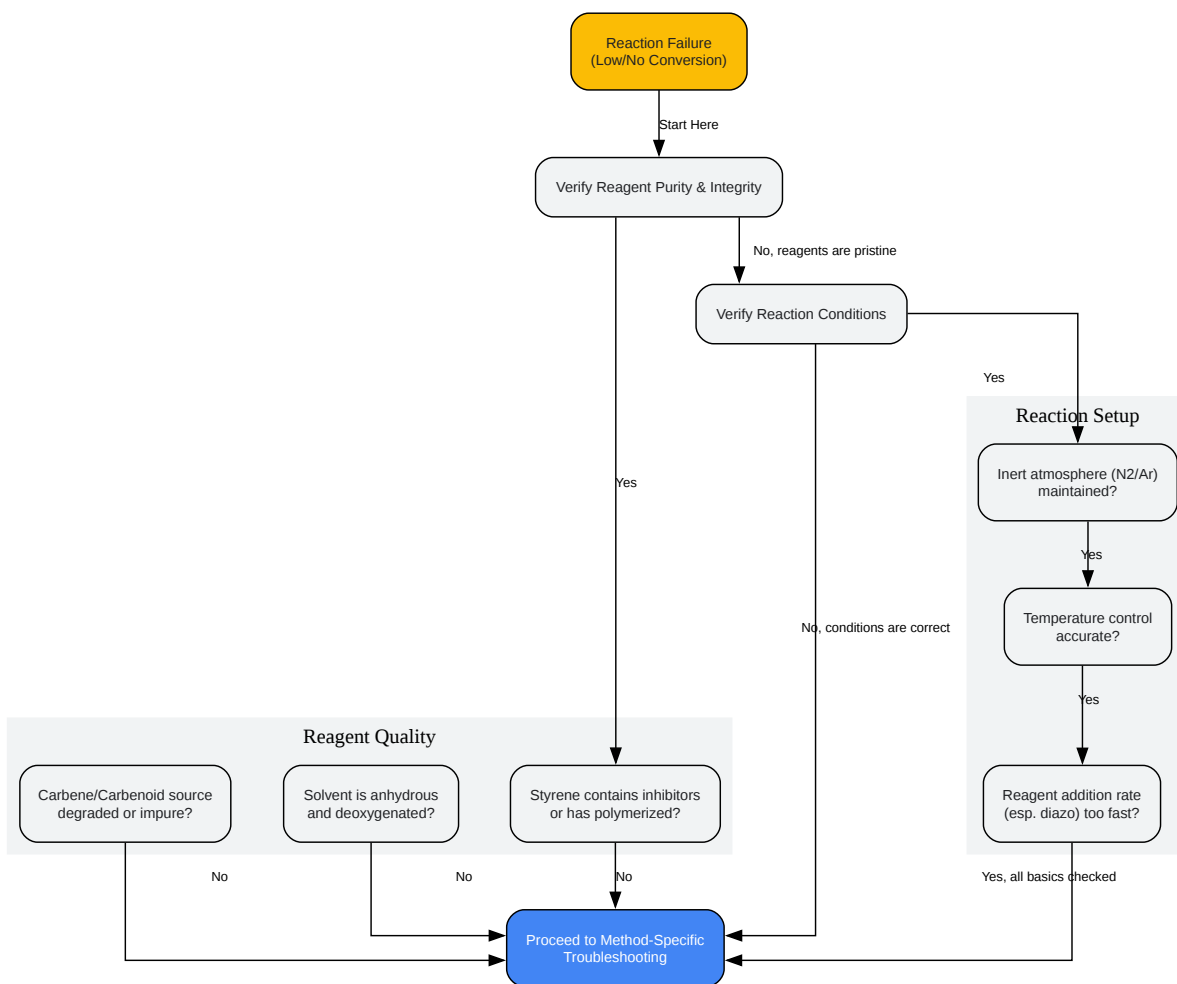 Reaction Failure
(Low/No Conversion)
Start Here
Verify Reagent Purity & Integrity
No, reagents are pristine
Verify Reaction Conditions
Yes
Reaction Setup
Inert atmosphere (N2/Ar)
maintained?
Yes
Yes
Temperature control
accurate?
No, conditions are correct
Yes
Reagent Quality
Carbene/Carbenoid source
degraded or impure?
Solvent is anhydrous
and deoxygenated?
Styrene contains inhibitors
or has polymerized?
Reagent addition rate
(esp. diazo) too fast?
No
No
No
Yes, all basics checked
Proceed to Method-Specific
Troubleshooting